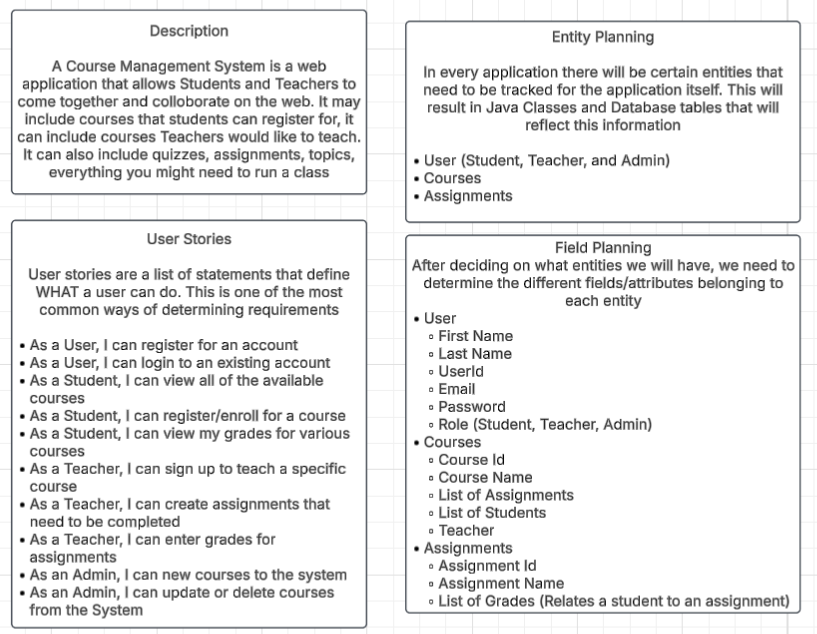 Description
A Course Management System is a web
application that allows Students and Teachers to
come together and colloborate on the web. It may
include courses that students can register for, it
can include courses Teachers would like to teach.
It can also include quizzes, assignments, topics,
everything you might need to run a class
User Stories
User stories are a list of statements that define
WHAT a user can do. This is one of the most
common ways of determining requirements
• As a User, I can register for an account
• As a User, I can login to an existing account
• As a Student, I can view all of the available
courses
• As a Student, I can register/enroll for a course
• As a Student, I can view my grades for various
courses
• As a Teacher, I can sign up to teach a specific
course
• As a Teacher, I can create assignments that
need to be completed
• As a Teacher, I can enter grades for
assignments
• As an Admin, I can new courses to the system
• As an Admin, I can update or delete courses
from the System
Entity Planning
In every application there will be certain entities that
need to be tracked for the application itself. This will
result in Java Classes and Database tables that will
reflect this information
• User (Student, Teacher, and Admin)
• Courses
• Assignments
Field Planning
After deciding on what entities we will have, we need to
determine the different fields/attributes belonging to
each entity
• User
◦ First Name
◦ Last Name
◦ UserId
◦ Email
◦ Password
◦ Role (Student, Teacher, Admin)
• Courses
◦ Course Id
◦ Course Name
◦ List of Assignments
◦ List of Students
◦ Teacher
• Assignments
◦ Assignment Id
◦ Assignment Name
◦ List of Grades (Relates a student to an assignment)